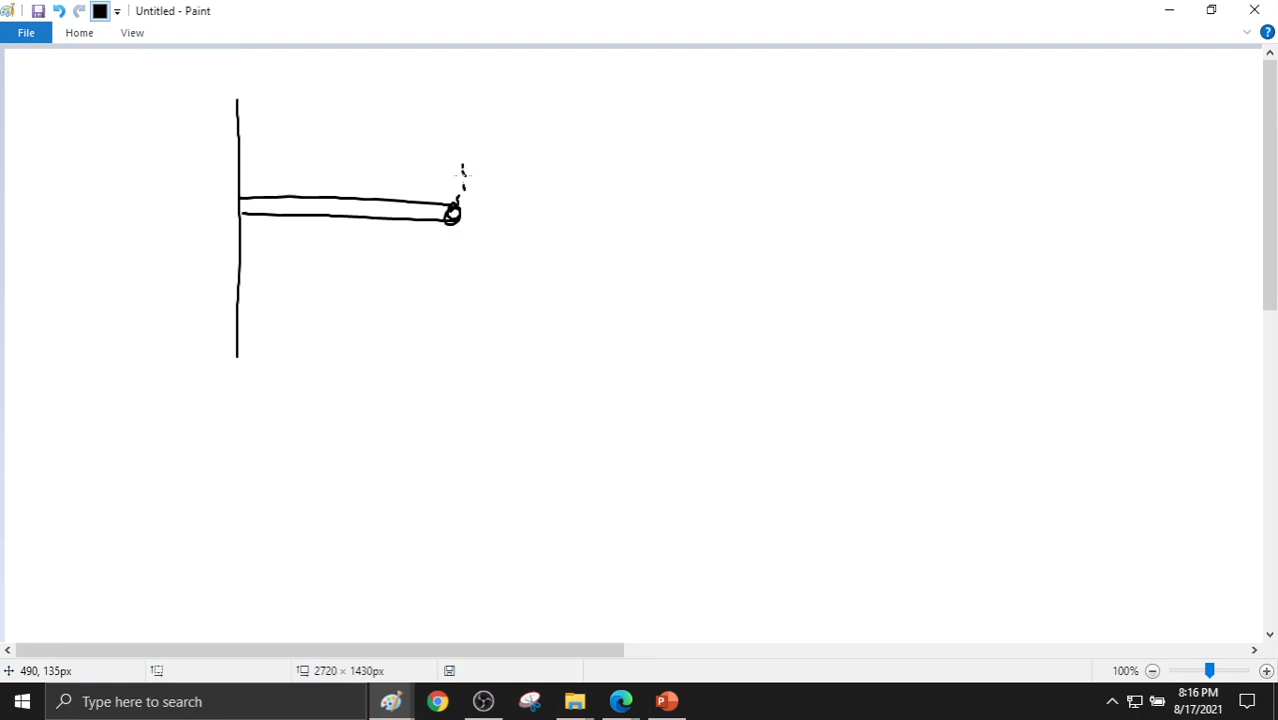 Untitled - Paint
File Home View
490, 135px
2720 × 1430px
100%
Type here to search
8:16 PM
8/17/2021